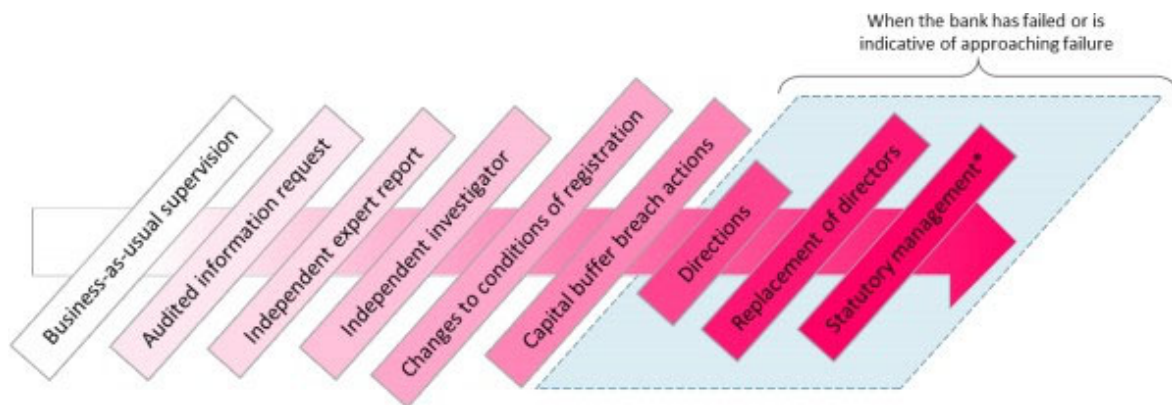 When the bank has failed or is
indicative of approaching failure
Business-as-usual supervision
Audited information request
Independent expert report
Independent investigator
Changes to conditions of registration
Capital buffer breach actions
Directions
Replacement of directors
Statutory management*